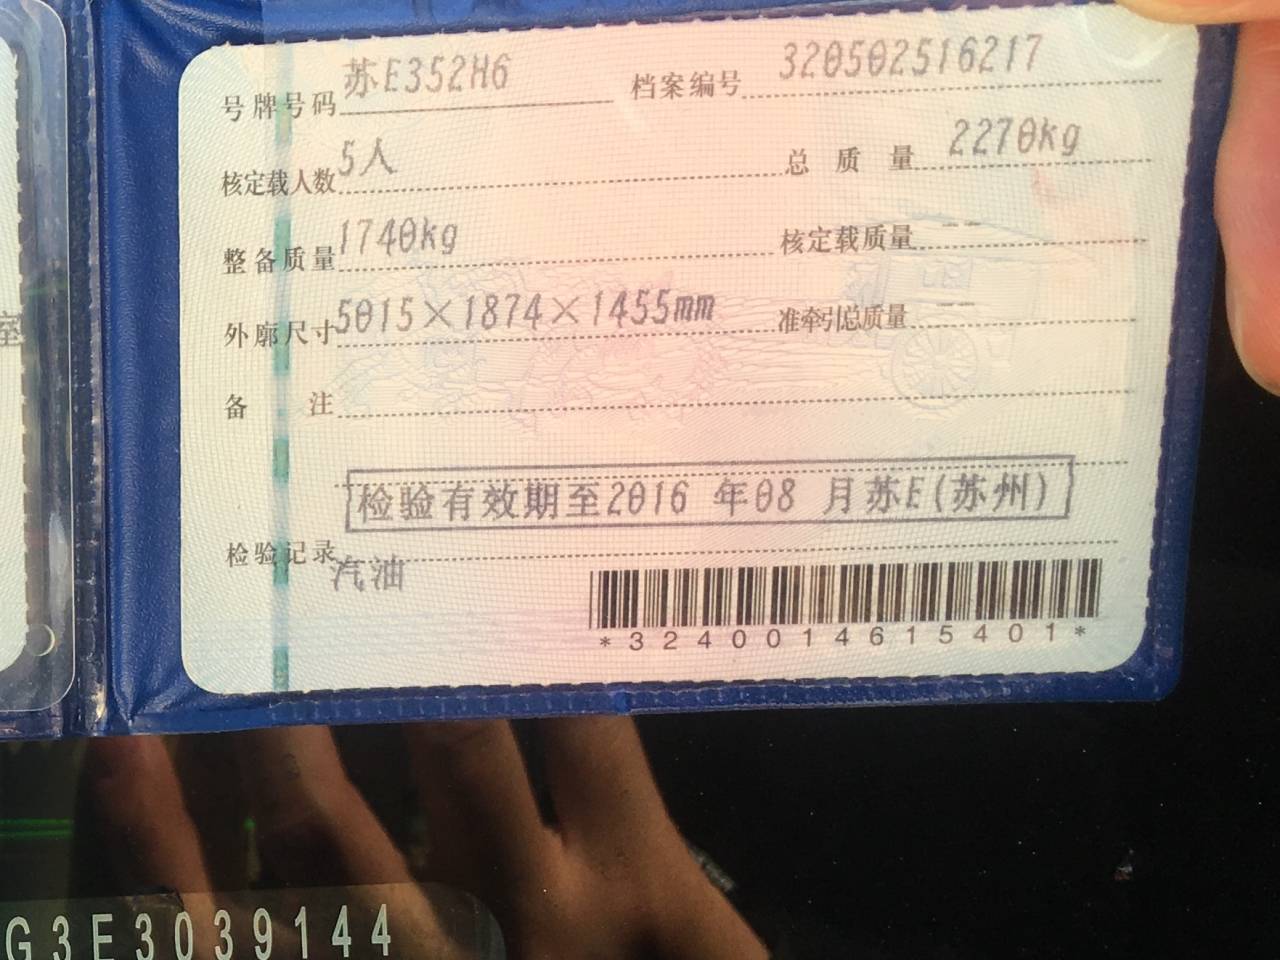 号牌号码 苏E352H6 档案编号 320502516217
核定载人数 5人 总质量 2270kg
整备质量 1740kg 核定载质量 --
外廓尺寸 5015×1874×1455mm 准牵引总质量 --
备注
检验有效期至2016 年08 月苏E(苏州)
检验记录
汽油
*3240014615401*
室
G3E3039144